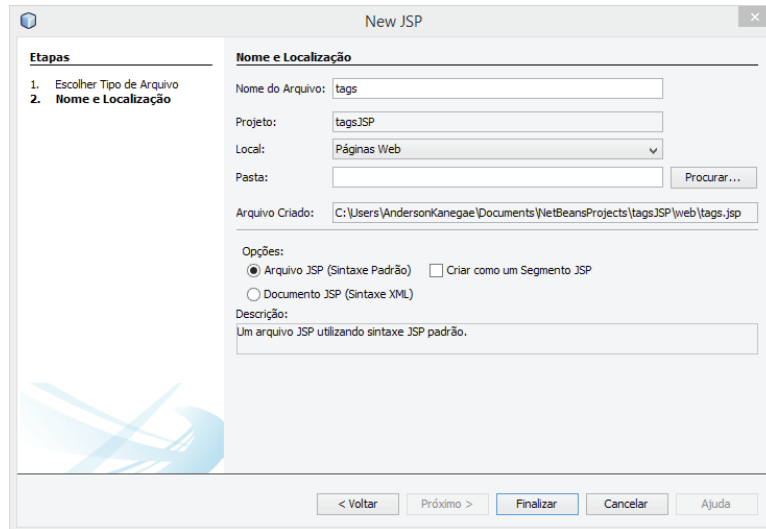 New JSP
Etapas
1. Escolher Tipo de Arquivo
2. Nome e Localização
Nome e Localização
Nome do Arquivo: tags
Projeto: tagsJSP
Local: Páginas Web
Pasta: Procurar...
Arquivo Criado: C:\Users\AndersonKanegae\Documents\NetBeansProjects\tagsJSP\web\tags.jsp
Opções:
Arquivo JSP (Sintaxe Padrão) Criar como um Segmento JSP
Documento JSP (Sintaxe XML)
Descrição:
Um arquivo JSP utilizando sintaxe JSP padrão.
< Voltar Próximo > Finalizar Cancelar Ajuda